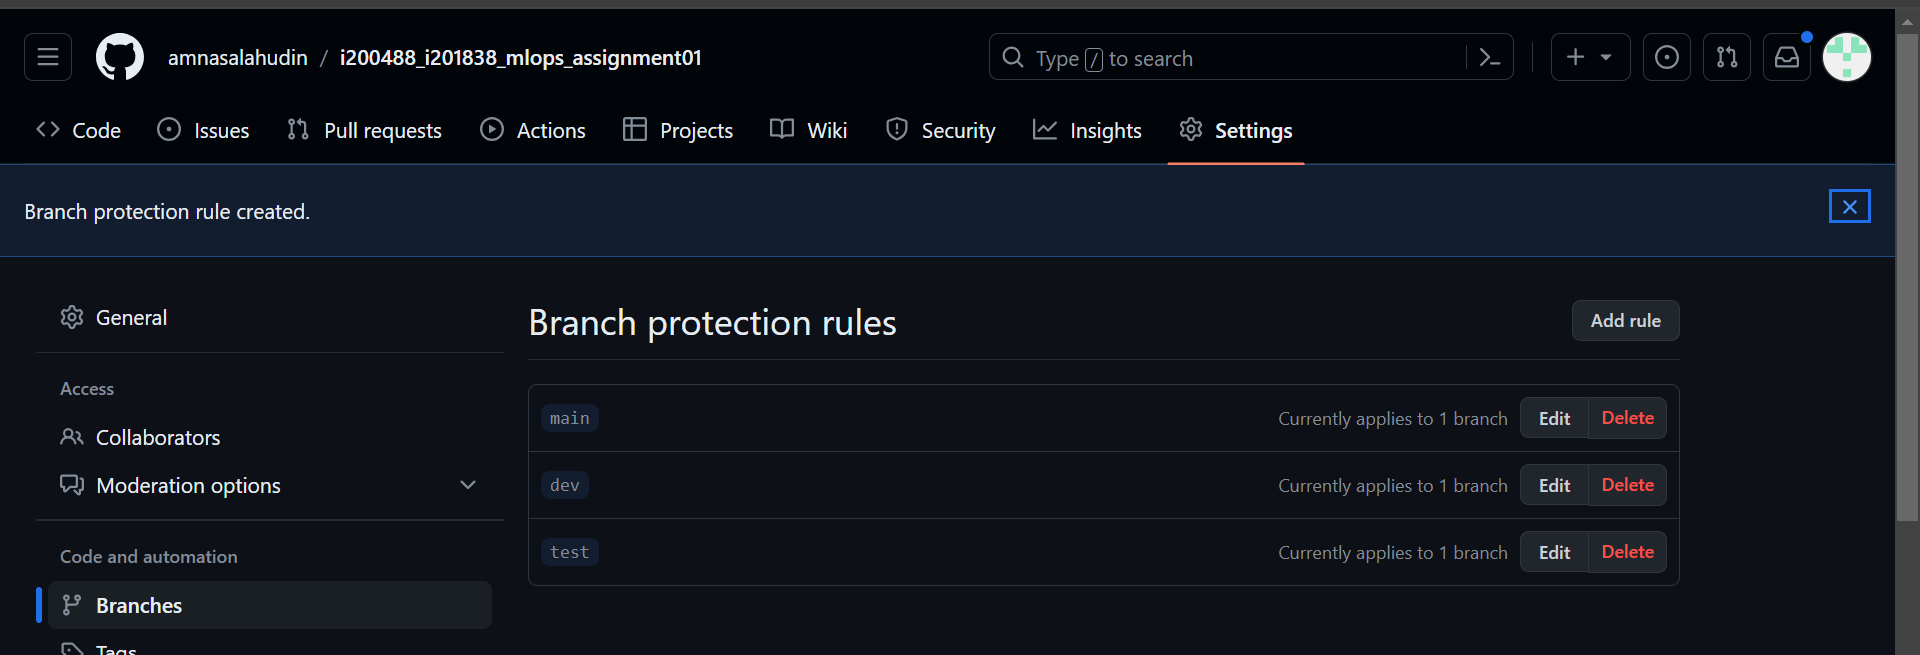 amnasalahudin / i200488_i201838_mlops_assignment01
Type / to search
Code Issues Pull requests Actions Projects Wiki Security Insights Settings
Branch protection rule created.
General
Access
Collaborators
Moderation options
Code and automation
Branches
Tags
Branch protection rules
Add rule
main Currently applies to 1 branch Edit Delete
dev Currently applies to 1 branch Edit Delete
test Currently applies to 1 branch Edit Delete